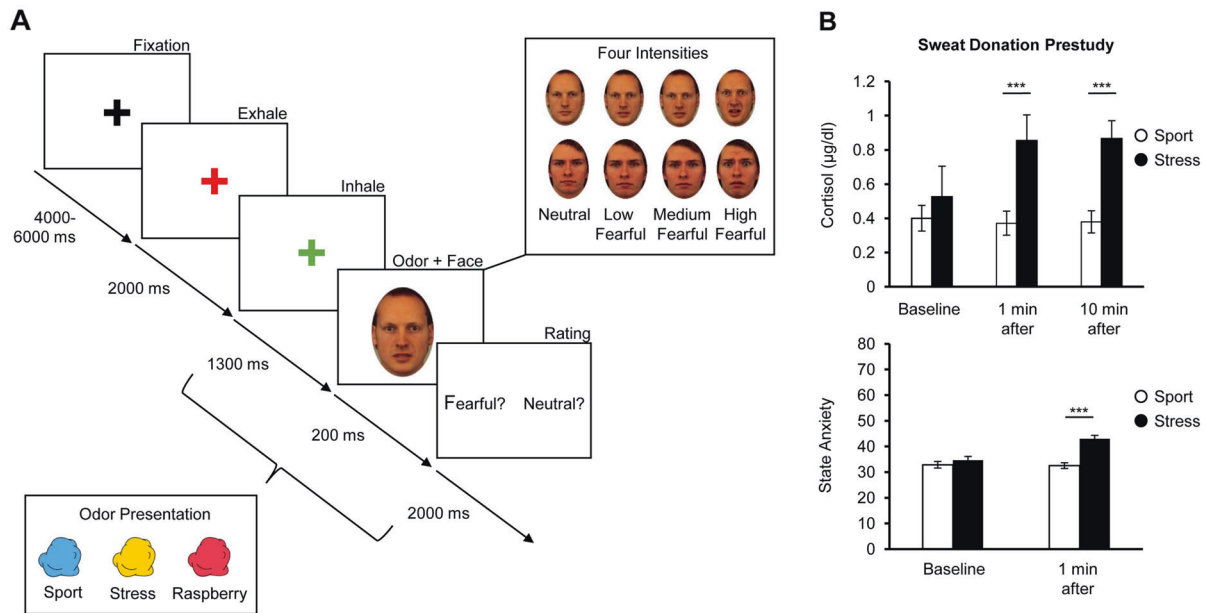 A
Fixation
Exhale
Inhale
Odor + Face
Rating
Fearful?
Neutral?
4000-
6000 ms
2000 ms
1300 ms
200 ms
2000 ms
Four Intensities
Neutral
Low
Fearful
Medium
Fearful
High
Fearful
Odor Presentation
Sport
Stress
Raspberry
B
Sweat Donation Prestudy
Cortisol (µg/dl)
1.2
1
0.8
0.6
0.4
0.2
0
***
***
Sport
Stress
Baseline
1 min
after
10 min
after
State Anxiety
80
70
60
50
40
30
20
10
0
***
Sport
Stress
Baseline
1 min
after